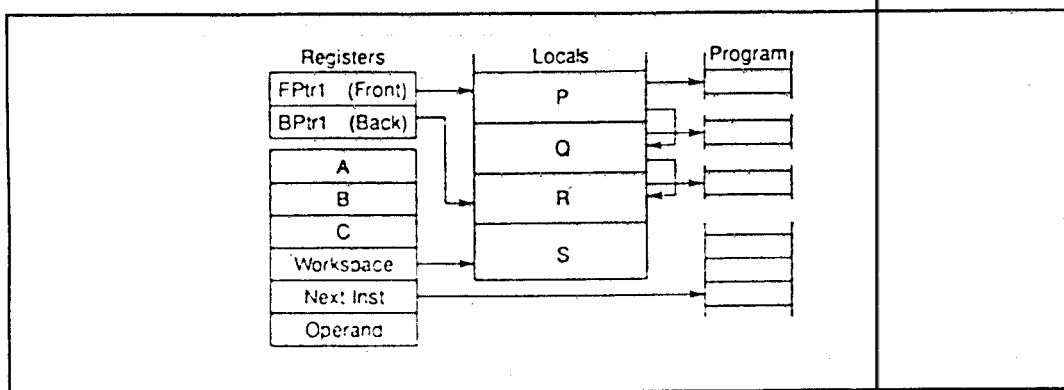 Registers Locals Program
FPtr1 (Front)
P
BPtr1 (Back)
Q
A
B
R
C
S
Workspace
Next Inst
Operand